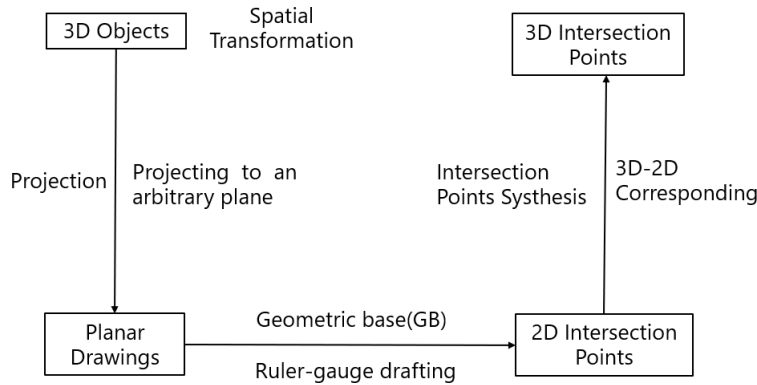 3D Objects
Spatial
Transformation
3D Intersection
Points
Projection
Projecting to an
arbitrary plane
Intersection
Points Systhesis
3D-2D
Corresponding
Planar
Drawings
Geometric base(GB)
Ruler-gauge drafting
2D Intersection
Points